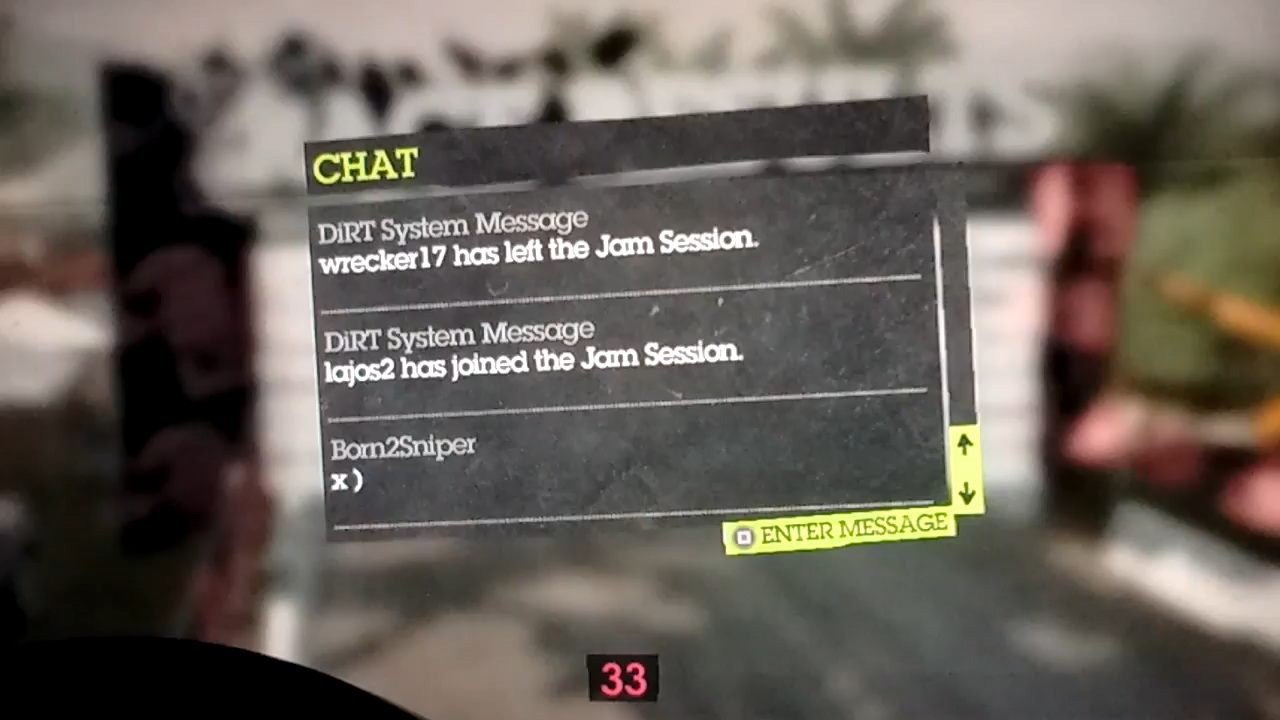 CHAT
DiRT System Message
wrecker17 has left the Jam Session.
DiRT System Message
lajos2 has joined the Jam Session.
Born2Sniper
x )
ENTER MESSAGE
33